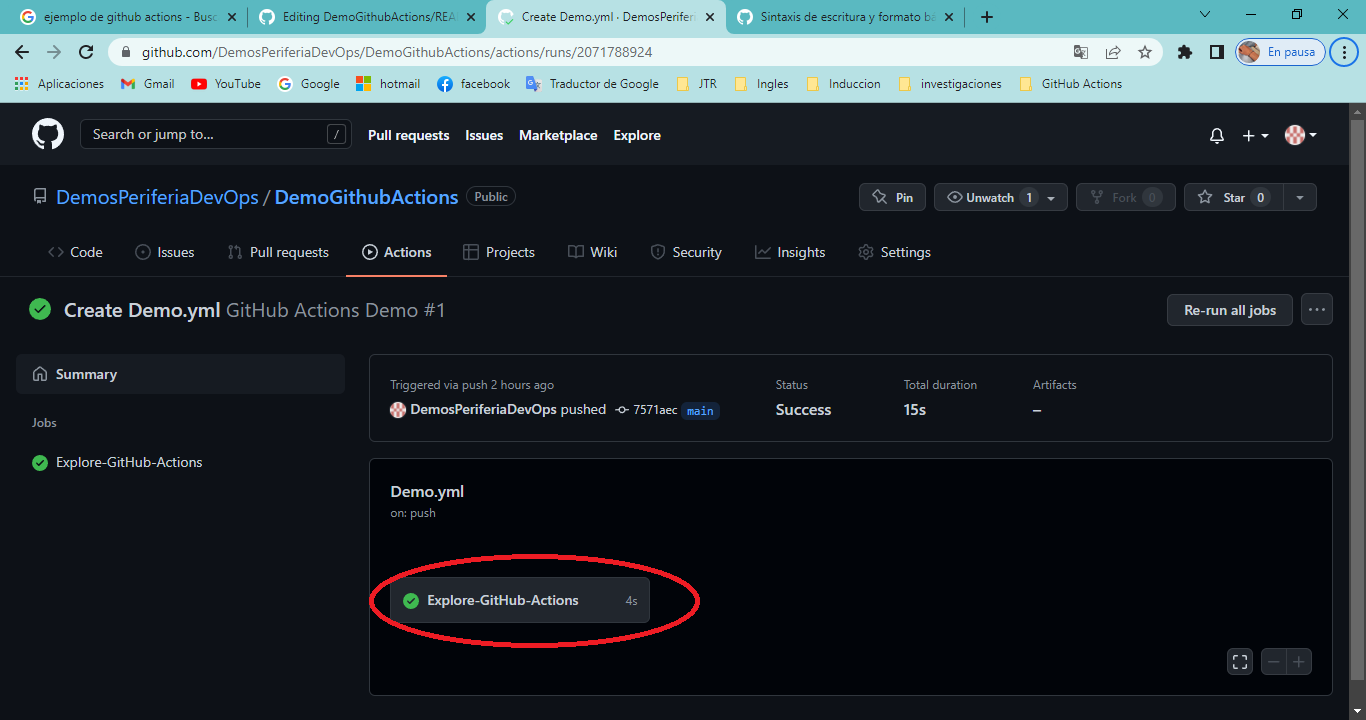 ejemplo de github actions - Busc
Editing DemoGithubActions/REA
Create Demo.yml · DemosPeriferi
Sintaxis de escritura y formato bá
github.com/DemosPeriferiaDevOps/DemoGithubActions/actions/runs/2071788924
En pausa
Aplicaciones
Gmail
YouTube
Google
hotmail
facebook
Traductor de Google
JTR
Ingles
Induccion
investigaciones
GitHub Actions
Search or jump to...
/
Pull requests
Issues
Marketplace
Explore
DemosPeriferiaDevOps / DemoGithubActions
Public
Pin
Unwatch 1
Fork 0
Star 0
Code
Issues
Pull requests
Actions
Projects
Wiki
Security
Insights
Settings
Create Demo.yml GitHub Actions Demo #1
Re-run all jobs
Summary
Jobs
Explore-GitHub-Actions
Triggered via push 2 hours ago
DemosPeriferiaDevOps pushed 7571aec main
Status
Success
Total duration
15s
Artifacts
–
Demo.yml
on: push
Explore-GitHub-Actions
4s